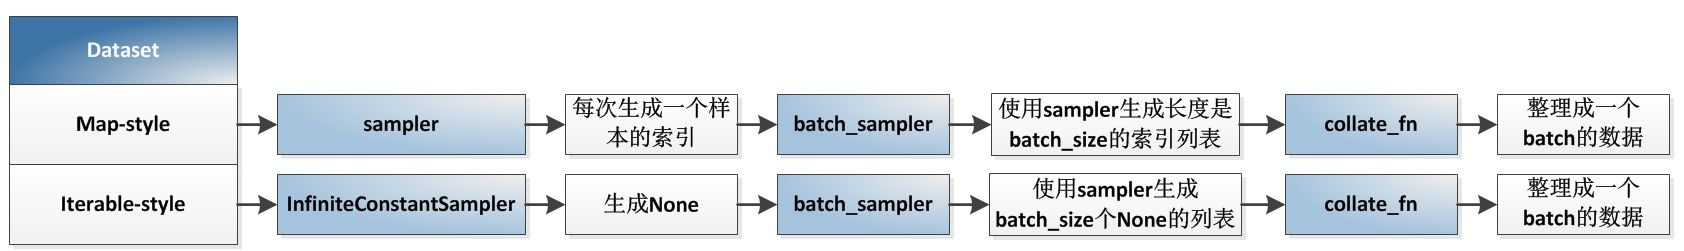 Dataset
Map-style
sampler
每次生成一个样
本的索引
batch_sampler
使用sampler生成长度是
batch_size的索引列表
collate_fn
整理成一个
batch的数据
Iterable-style
InfiniteConstantSampler
生成None
batch_sampler
使用sampler生成
batch_size个None的列表
collate_fn
整理成一个
batch的数据